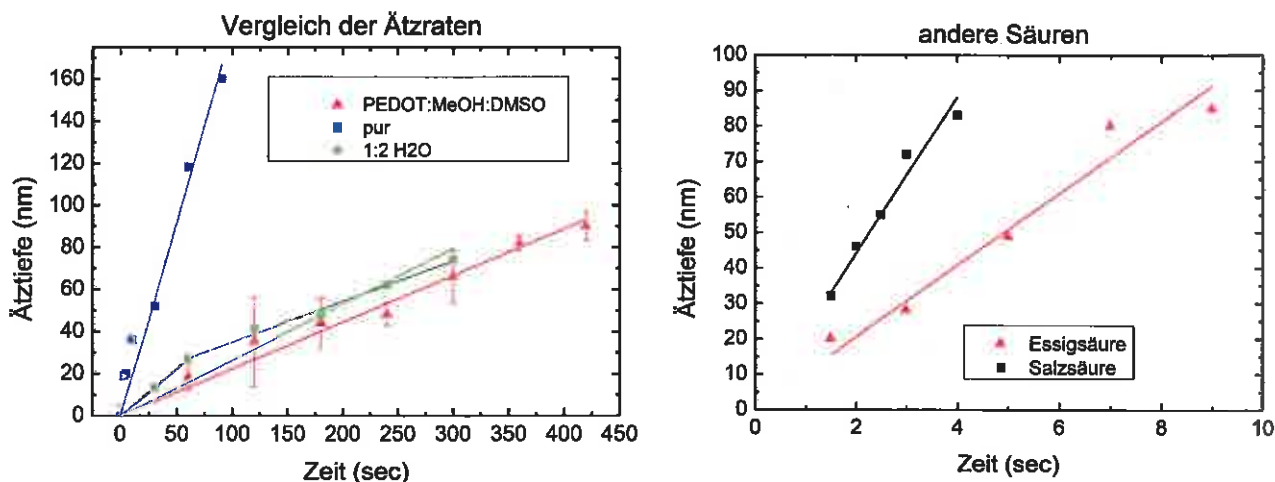 Vergleich der Ätzraten
Ätztiefe (nm)
160
140
120
100
80
60
40
20
0
PEDOT:MeOH:DMSO
pur
1:2 H2O
0 50 100 150 200 250 300 350 400 450
Zeit (sec)
andere Säuren
Ätztiefe (nm)
100
90
80
70
60
50
40
30
20
10
0
Essigsäure
Salzsäure
0 2 4 6 8 10
Zeit (sec)